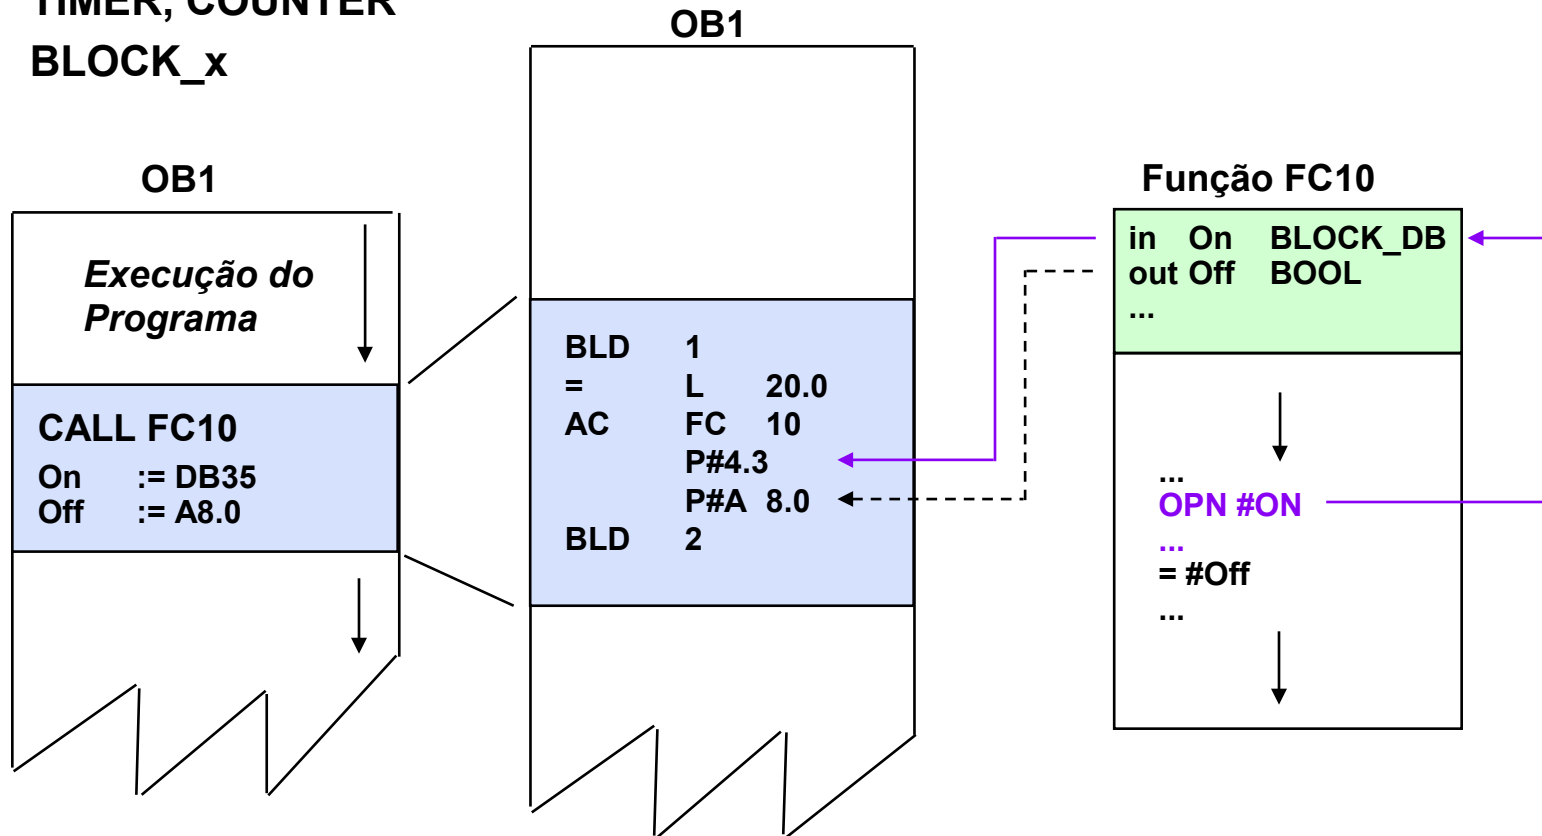 TIMER, COUNTER
BLOCK_x
OB1
Execução do
Programa
CALL FC10
On := DB35
Off := A8.0
OB1
BLD 1
= L 20.0
AC FC 10
P#4.3
P#A 8.0
BLD 2
Função FC10
in On BLOCK_DB
out Off BOOL
...
...
OPN #ON
...
= #Off
...